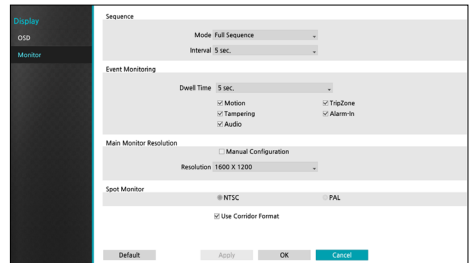 Display
OSD
Monitor
Sequence
Mode Full Sequence
Interval 5 sec.
Event Monitoring
Dwell Time 5 sec.
Motion TripZone
Tampering Alarm-In
Audio
Main Monitor Resolution
Manual Configuration
Resolution 1600 X 1200
Spot Monitor
NTSC PAL
Use Corridor Format
Default Apply OK Cancel